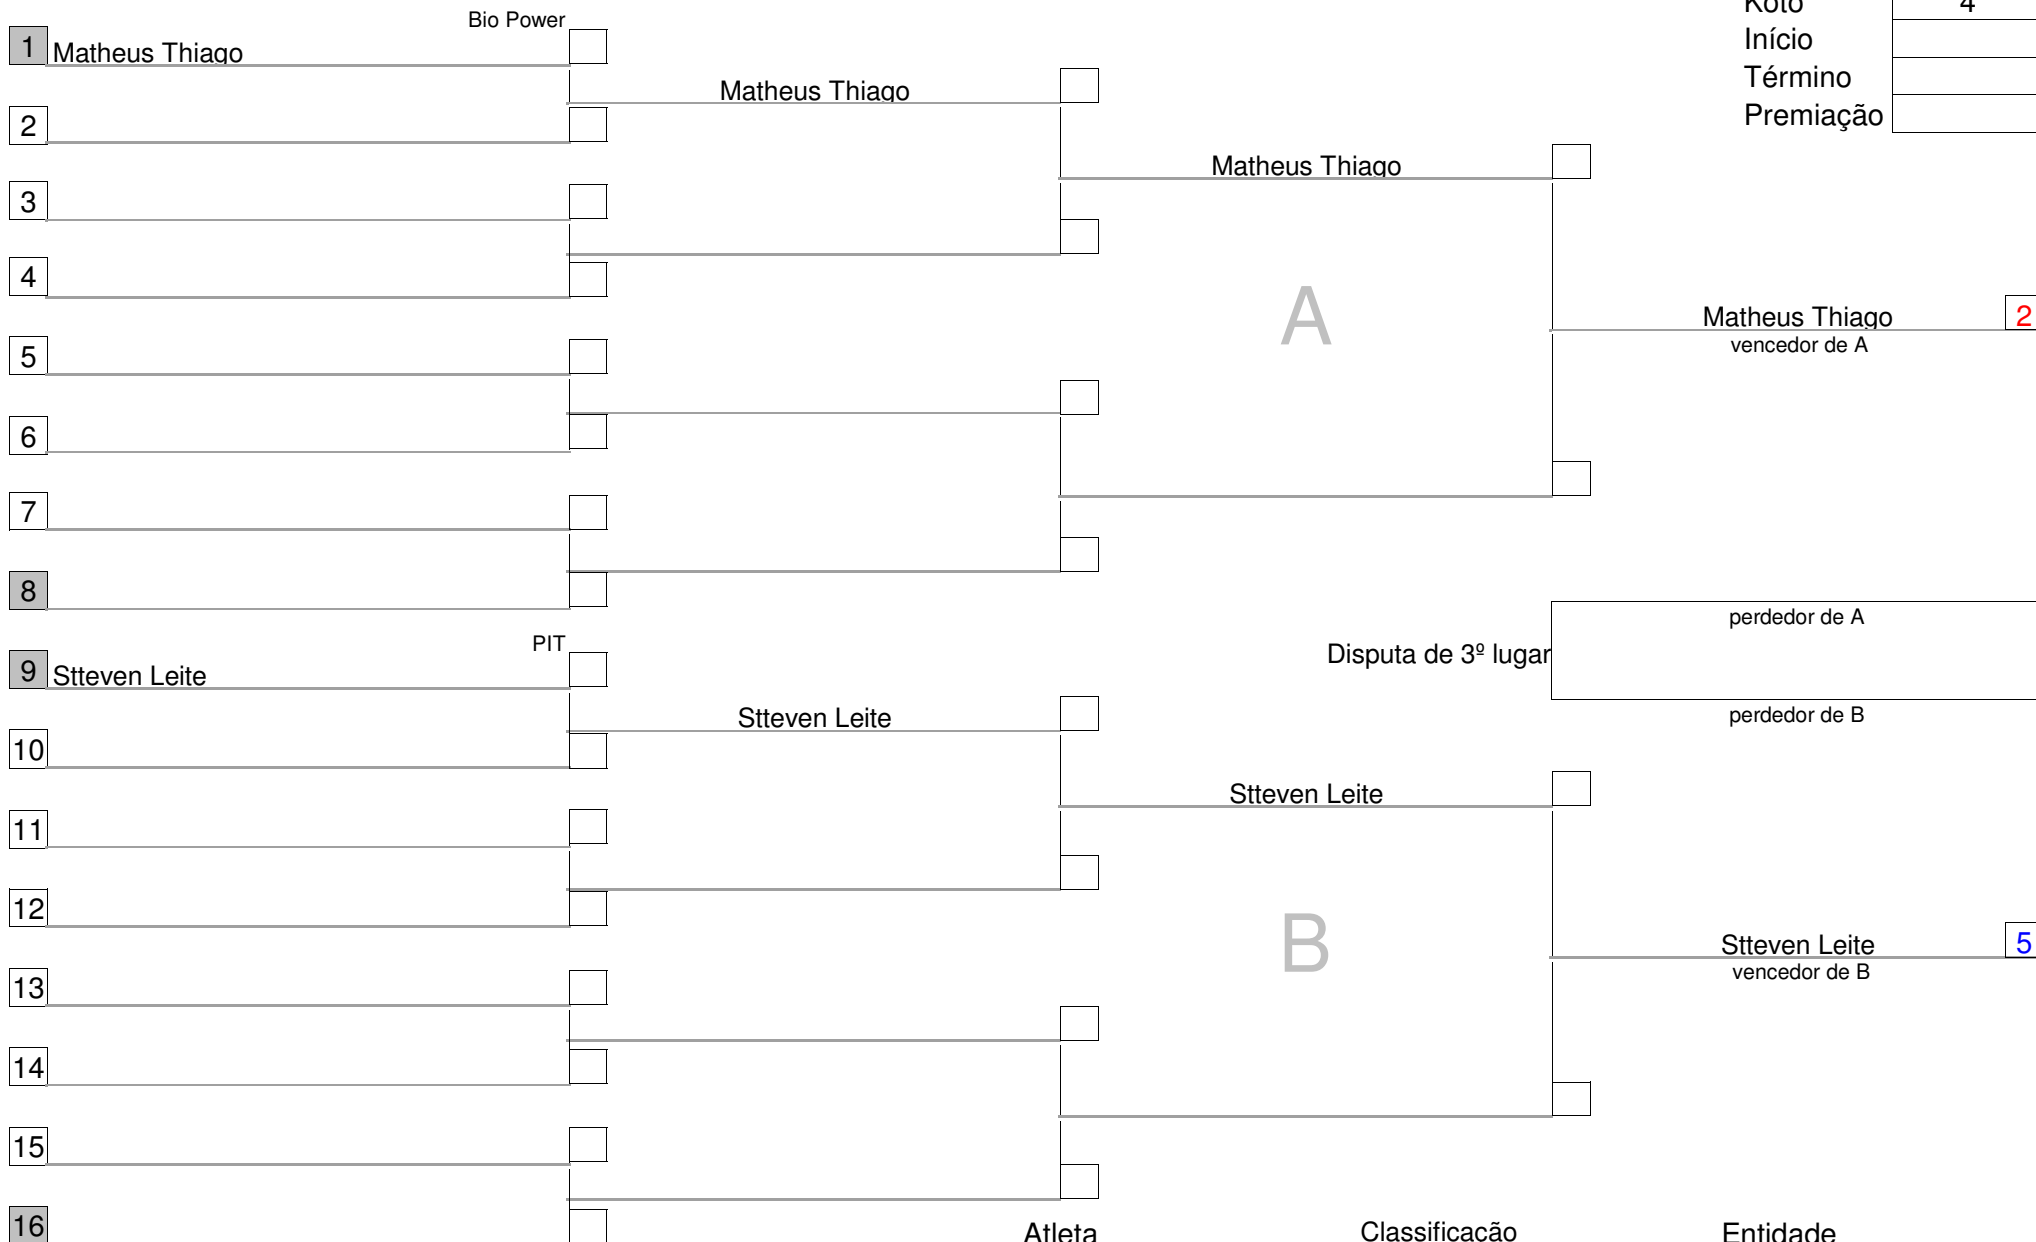 Koto 4
Bio Power
1 Matheus Thiago
Início
Matheus Thiago
Término
Premiação
2
Matheus Thiago
3
4
A
Matheus Thiago 2
vencedor de A
5
6
7
8
perdedor de A
PIT
Disputa de 3º lugar
9 Stteven Leite
Stteven Leite
perdedor de B
10
Stteven Leite
11
12
B
Stteven Leite 5
vencedor de B
13
14
15
16
Atleta Classificação Entidade